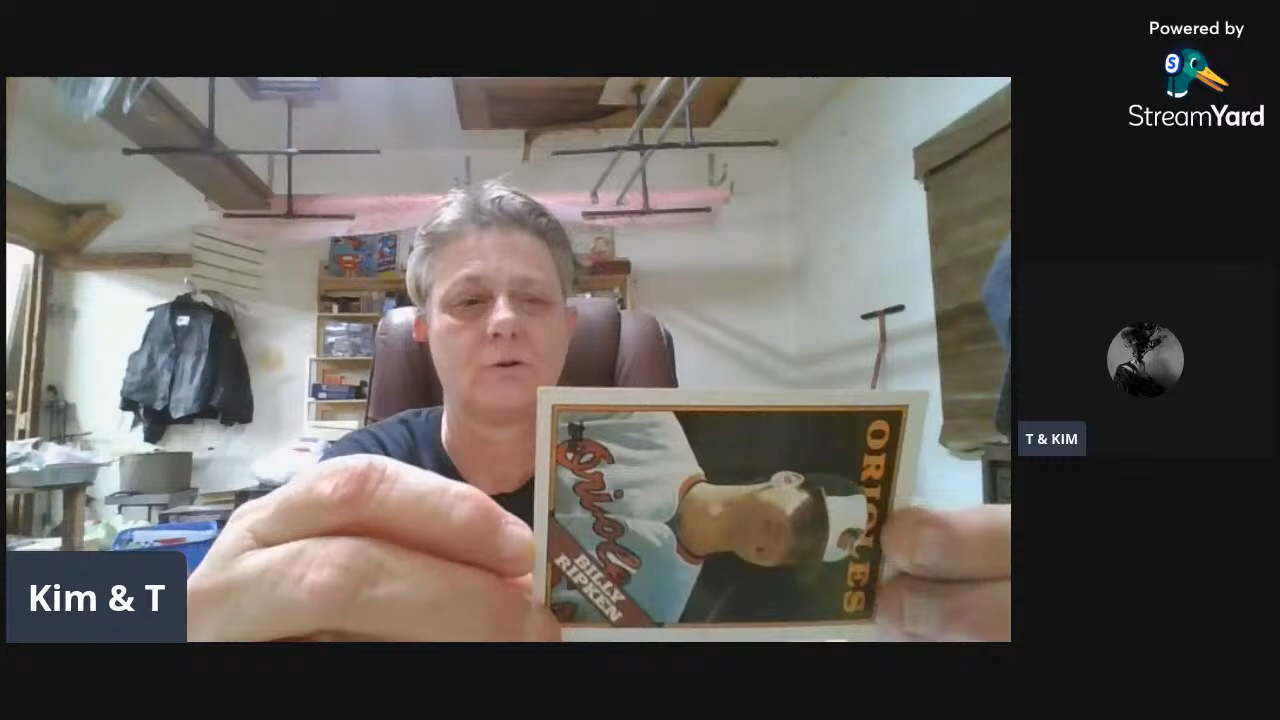 Powered by
S
StreamYard
ORIOLES
Orioles
BILLY
RIPKEN
T & KIM
Kim & T